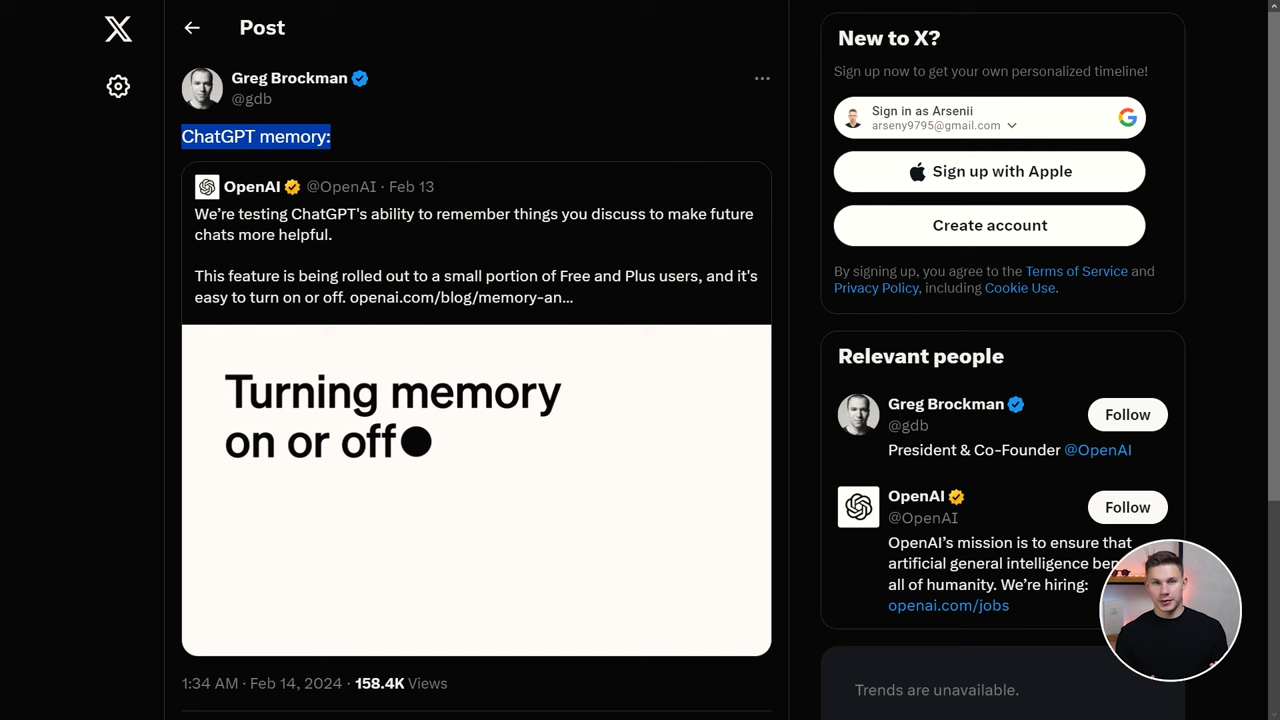 Post
Greg Brockman
@gdb
ChatGPT memory:
OpenAI @OpenAI · Feb 13
We’re testing ChatGPT's ability to remember things you discuss to make future
chats more helpful.
This feature is being rolled out to a small portion of Free and Plus users, and it's
easy to turn on or off. openai.com/blog/memory-an...
Turning memory
on or off
1:34 AM · Feb 14, 2024 · 158.4K Views
New to X?
Sign up now to get your own personalized timeline!
Sign in as Arsenii
arseny9795@gmail.com
Sign up with Apple
Create account
By signing up, you agree to the Terms of Service and
Privacy Policy, including Cookie Use.
Relevant people
Greg Brockman
@gdb
Follow
President & Co-Founder @OpenAI
OpenAI
@OpenAI
Follow
OpenAI’s mission is to ensure that
artificial general intelligence
all of humanity. We’re hiring:
openai.com/jobs
Trends are unavailable.